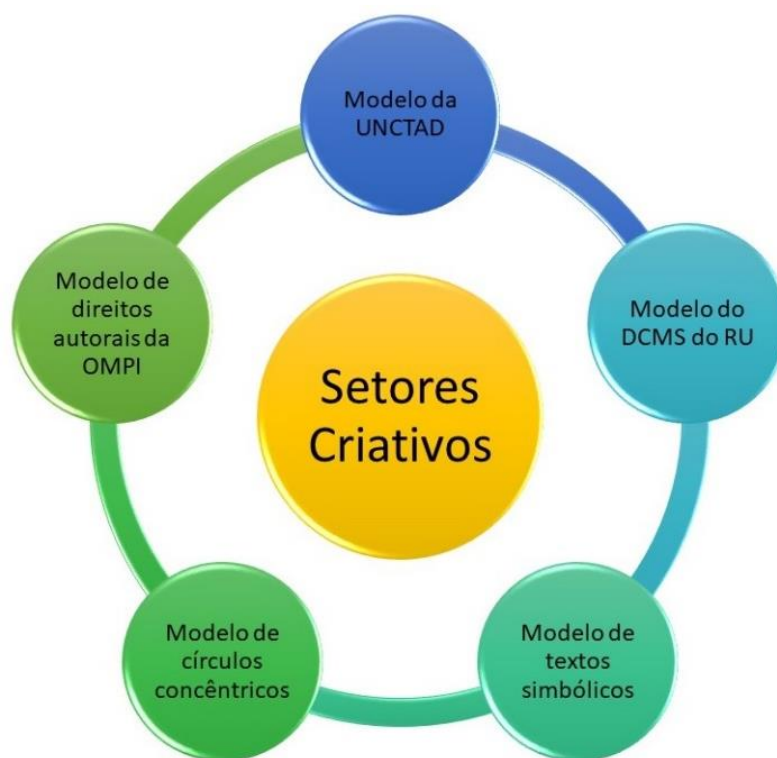 Modelo da
UNCTAD
Modelo do
DCMS do RU
Modelo de
textos
simbólicos
Modelo de
círculos
concêntricos
Modelo de
direitos
autorais da
OMPI
Setores
Criativos